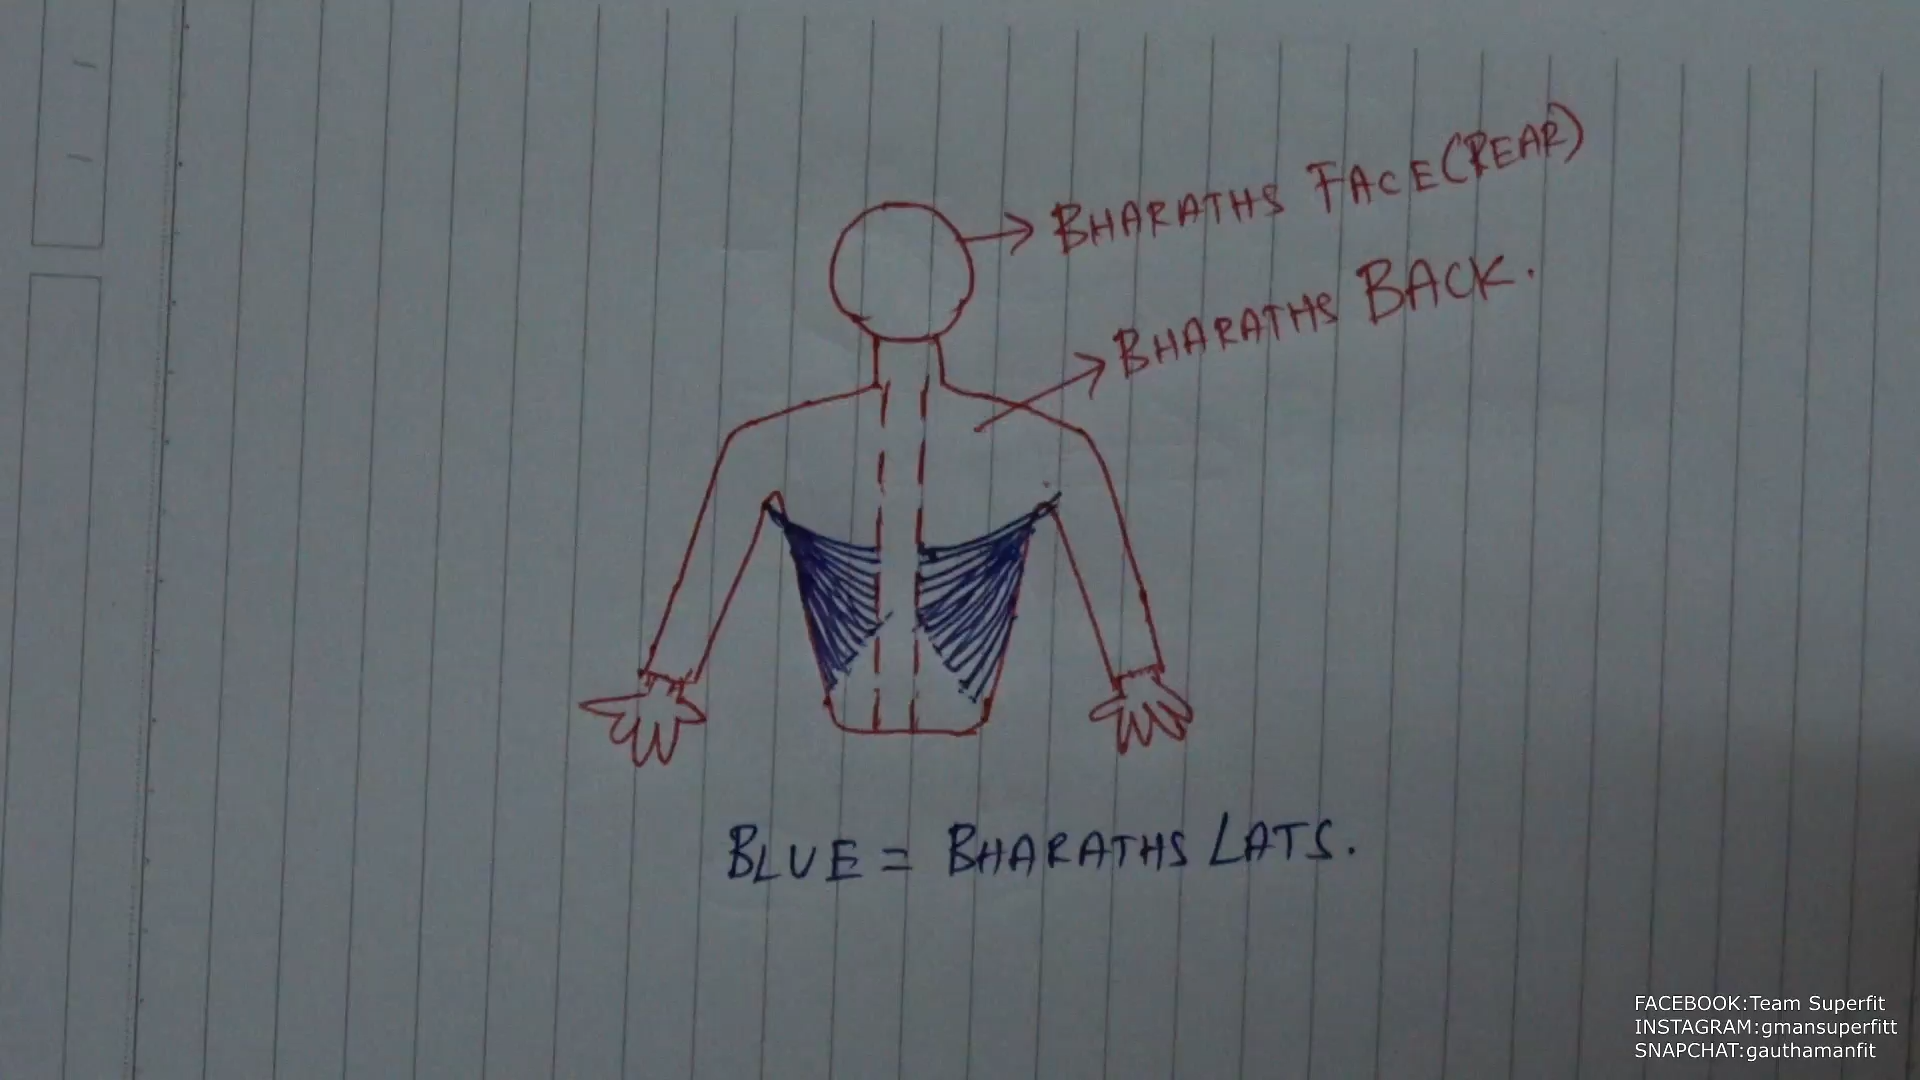 BHARATHS FACE (REAR)
BHARATHS BACK.
BLUE = BHARATHS LATS.
FACEBOOK:Team Superfit
INSTAGRAM:gmansuperfitt
SNAPCHAT:gauthamanfit